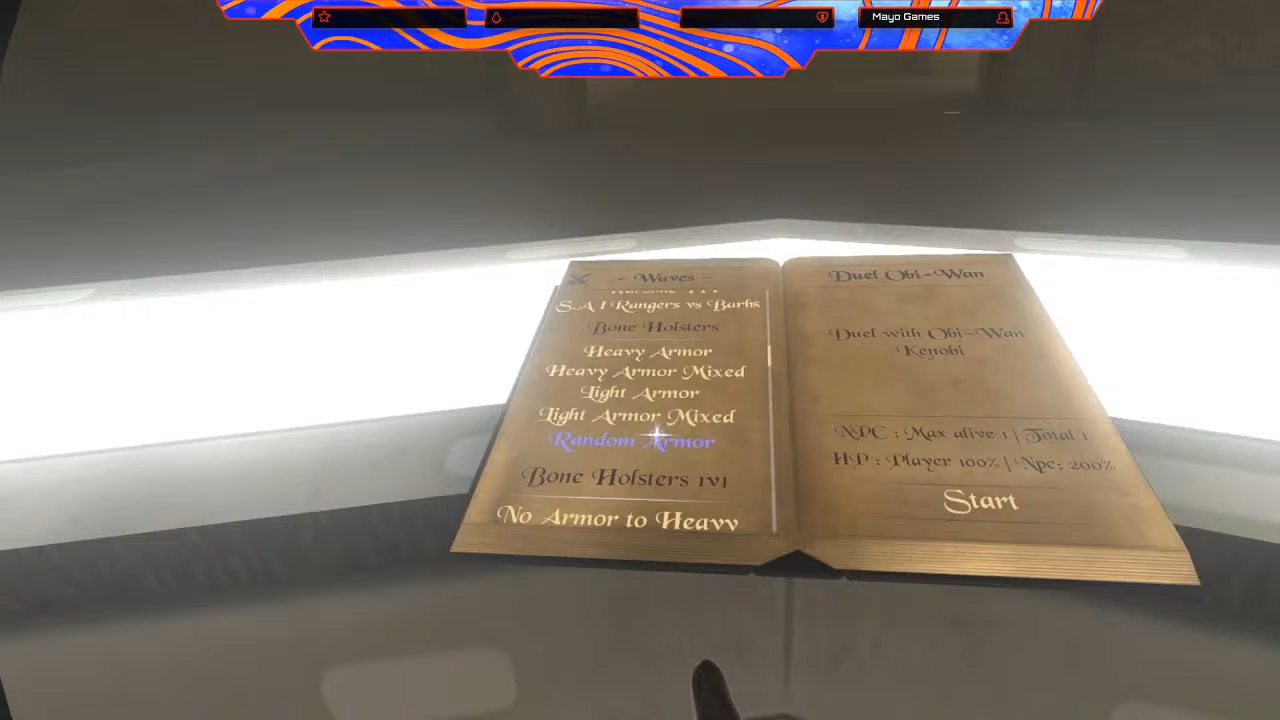 Mayo Games
- Waves -
S.A I Rangers vs Barbs
Bone Holsters
Heavy Armor
Heavy Armor Mixed
Light Armor
Light Armor Mixed
Random Armor
Bone Holsters 1v1
No Armor to Heavy
Duel Obi-Wan
Duel with Obi-Wan
Kenobi
NPC : Max alive 1 | Total 1
HP : Player 100% | Npc: 200%
Start